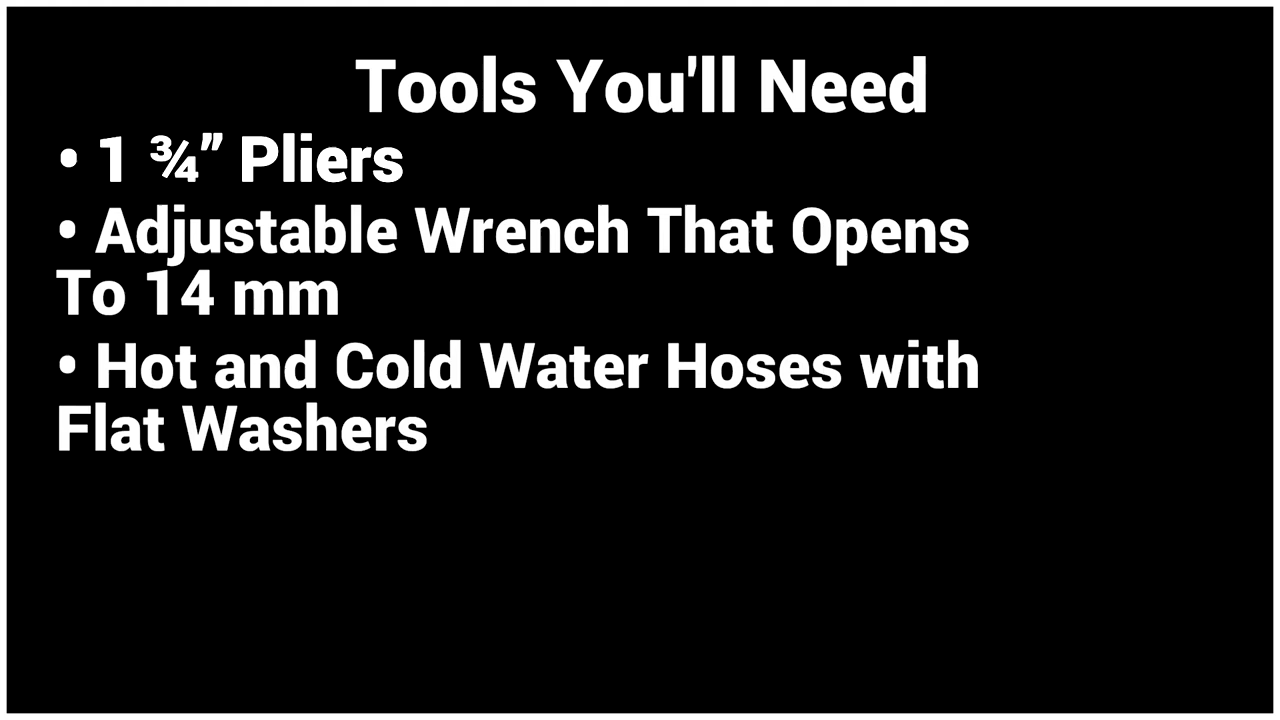 Tools You'll Need
• 1 ¾” Pliers
• Adjustable Wrench That Opens
To 14 mm
• Hot and Cold Water Hoses with
Flat Washers